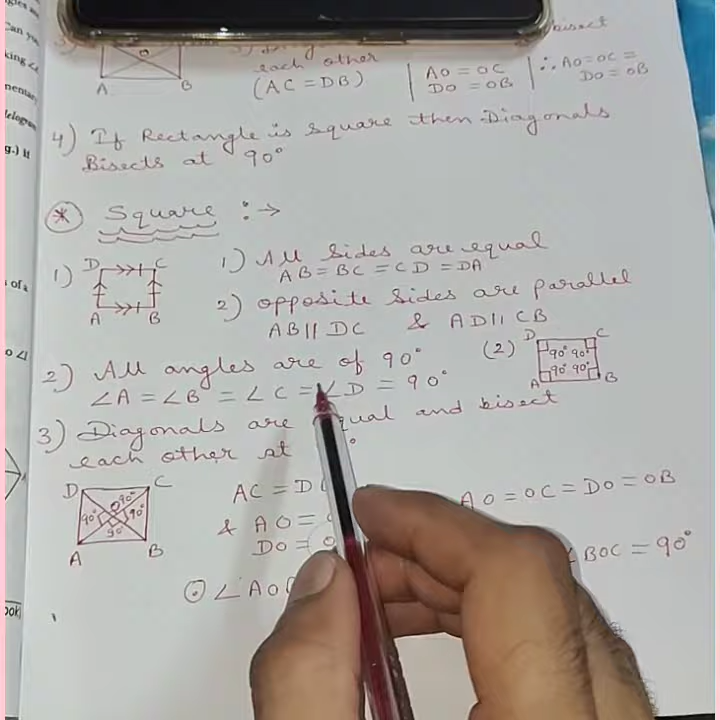 each other
(AC = DB)
AO = OC
DO = OB
∴ AO = OC =
DO = OB
bisect
O
A B
4) If Rectangle is square then Diagonals
Bisects at 90°
* Square :→
1) D C
A B
1) All sides are equal
AB = BC = CD = DA
2) opposite sides are parallel
AB || DC & AD || CB
2) All angles are of 90°
∠A = ∠B = ∠C = ∠D = 90°
(2) D C
90° 90°
90° 90°
A B
3) Diagonals are equal and bisect
each other at
D C
90°
90° O 90°
90°
A B
AC = D
& AO =
DO = O
AO = OC = DO = OB
∠BOC = 90°
∠AO